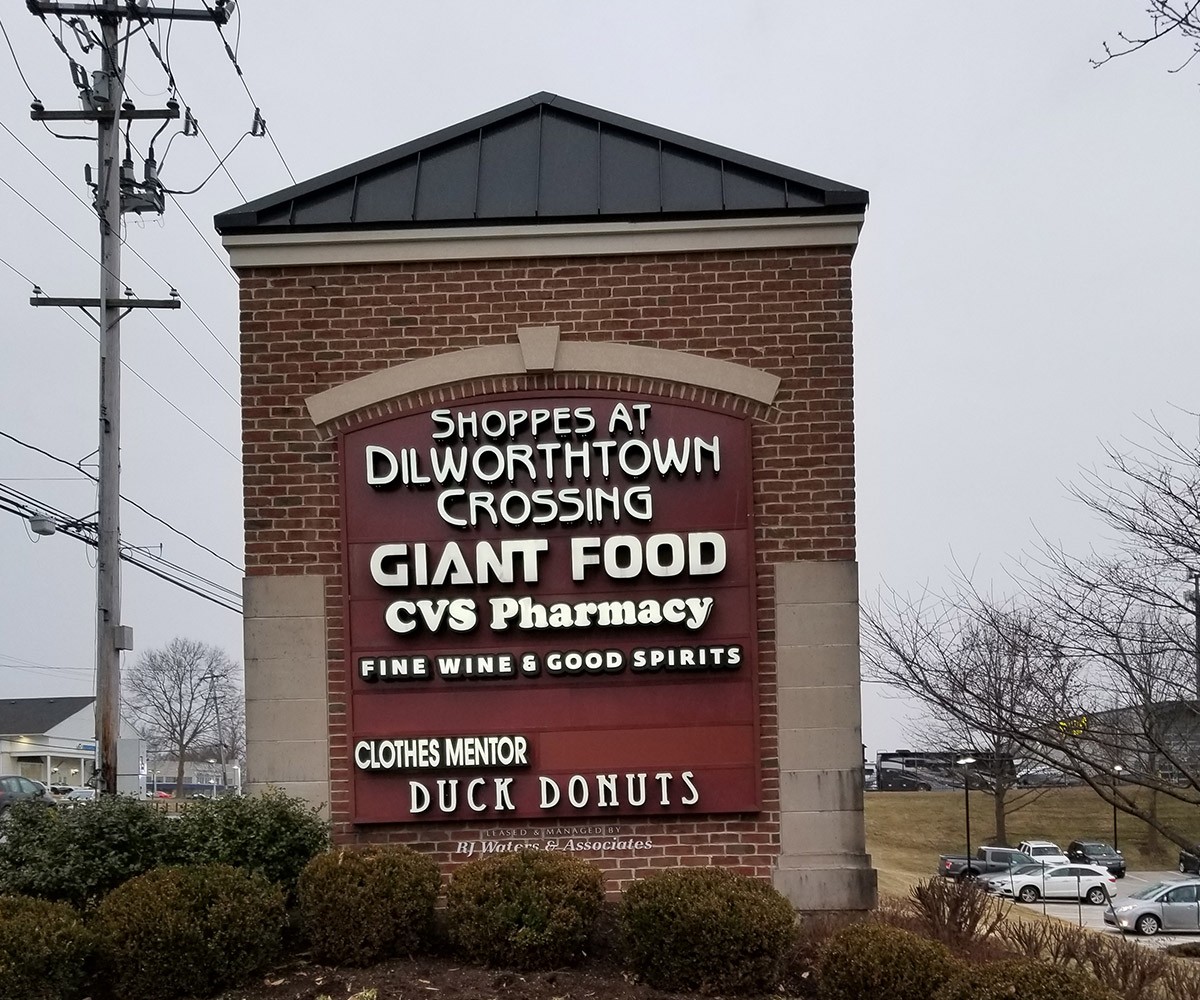 SHOPPES AT
DILWORTHTOWN
CROSSING
GIANT FOOD
CVS Pharmacy
FINE WINE & GOOD SPIRITS
CLOTHES MENTOR
DUCK DONUTS
LEASED & MANAGED BY
RJ Waters & Associates